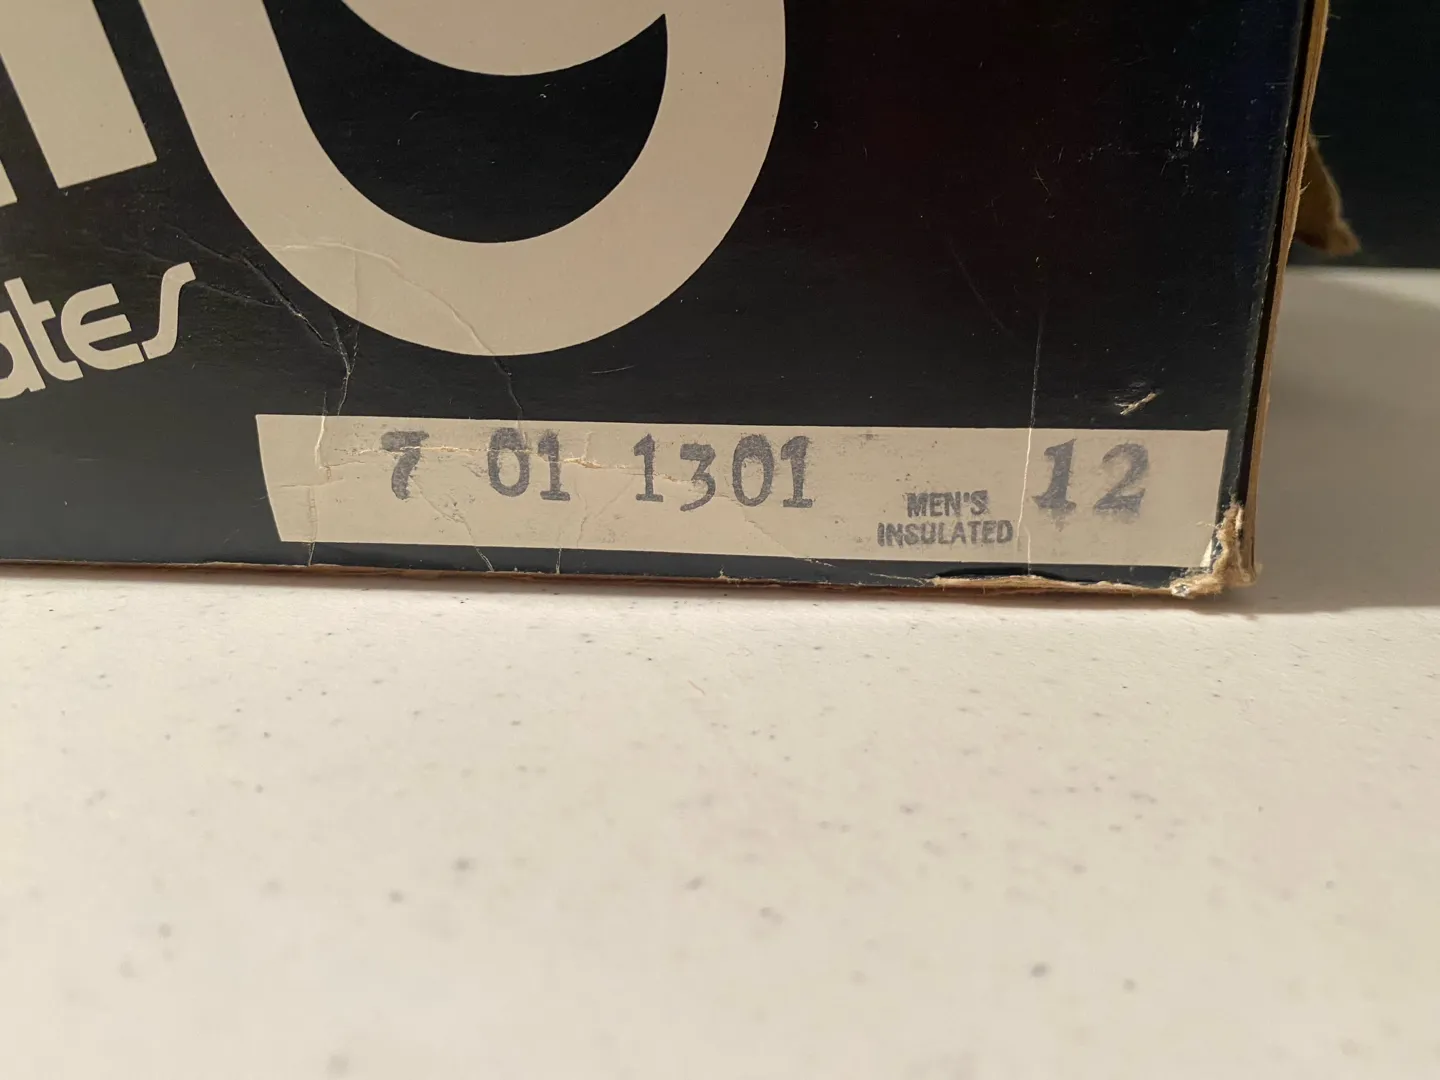 ates
7 01 1301 MEN'S INSULATED 12